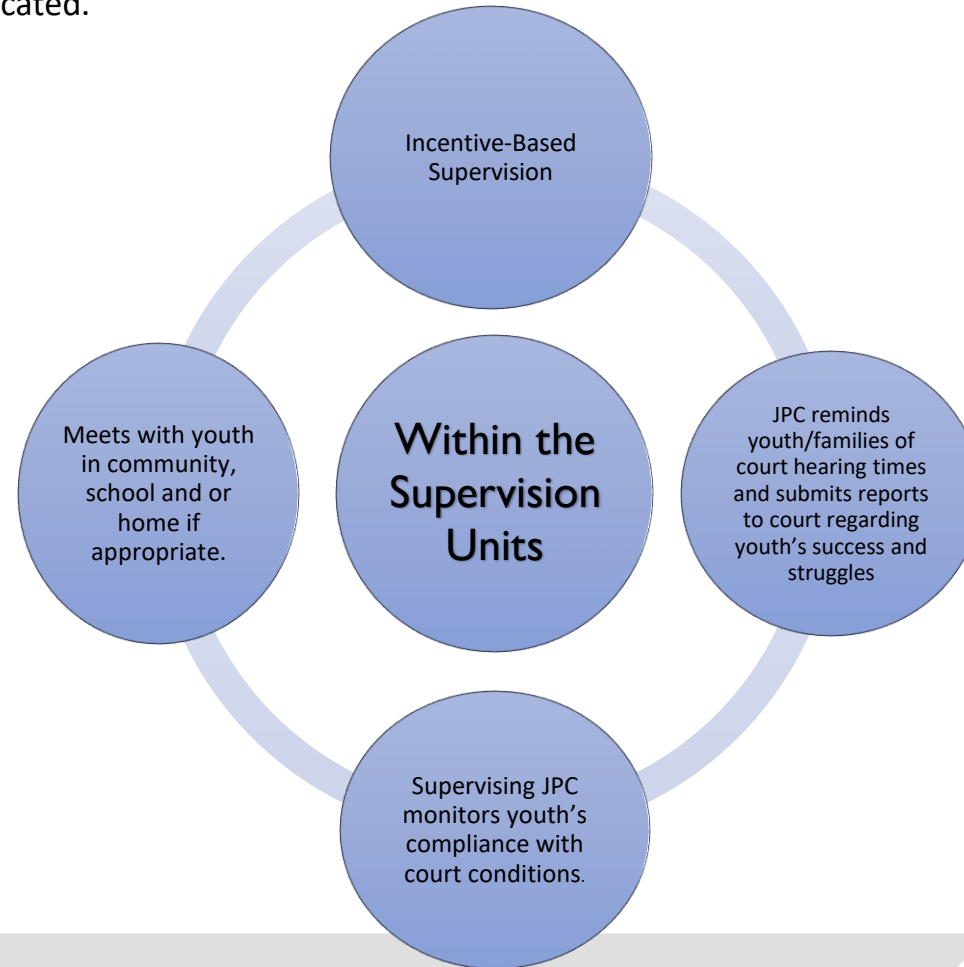 cated.
Incentive-Based
Supervision
Meets with youth
in community,
school and or
home if
appropriate.
Within the
Supervision
Units
JPC reminds
youth/families of
court hearing times
and submits reports
to court regarding
youth’s success and
struggles
Supervising JPC
monitors youth’s
compliance with
court conditions.